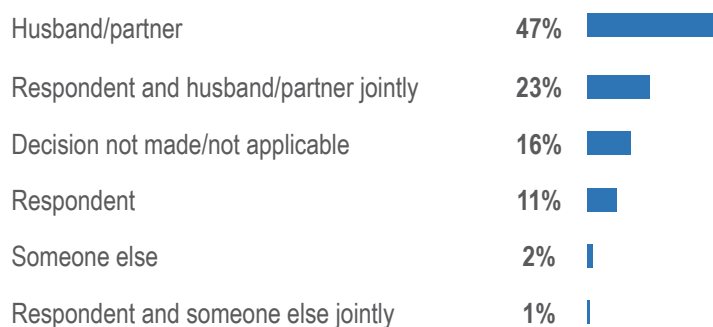 Husband/partner 47%
Respondent and husband/partner jointly 23%
Decision not made/not applicable 16%
Respondent 11%
Someone else 2%
Respondent and someone else jointly 1%